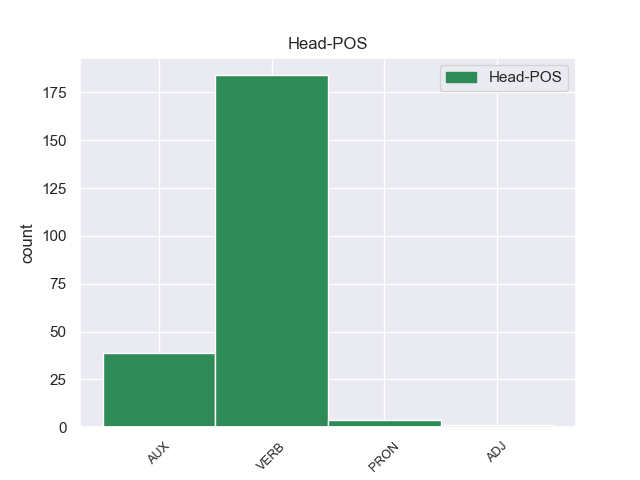 Head-POS
Head-POS
count
175
150
125
100
75
50
25
0
AUX
VERB
PRON
ADJ